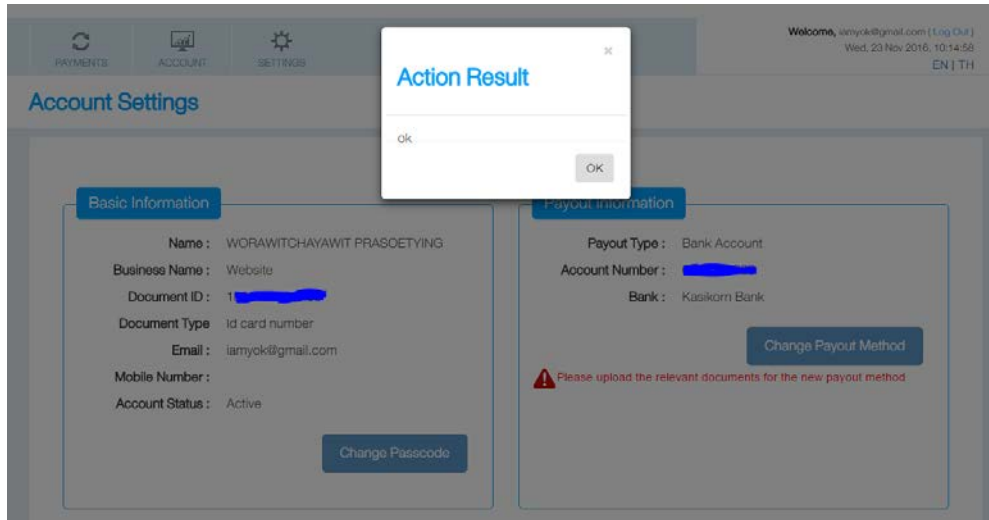 Welcome, iamyok@gmail.com ( Log Out )
Wed, 23 Nov 2016, 10:14:58
EN | TH
PAYMENTS
ACCOUNT
SETTINGS
Account Settings
×
Action Result
ok
OK
Basic Information
Name : WORAWITCHAYAWIT PRASOETYING
Business Name : Website
Document ID : 1
Document Type Id card number
Email : iamyok@gmail.com
Mobile Number :
Account Status : Active
Change Passcode
Payout Information
Payout Type : Bank Account
Account Number :
Bank : Kasikorn Bank
Change Payout Method
Please upload the relevant documents for the new payout method